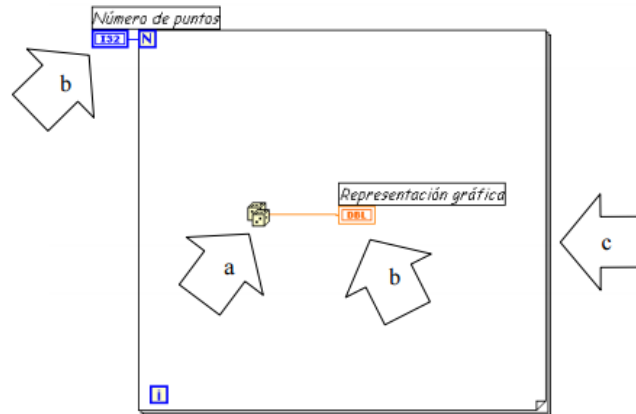 Número de puntos
I32
N
b
Representación gráfica
DBL
c
a
b
i